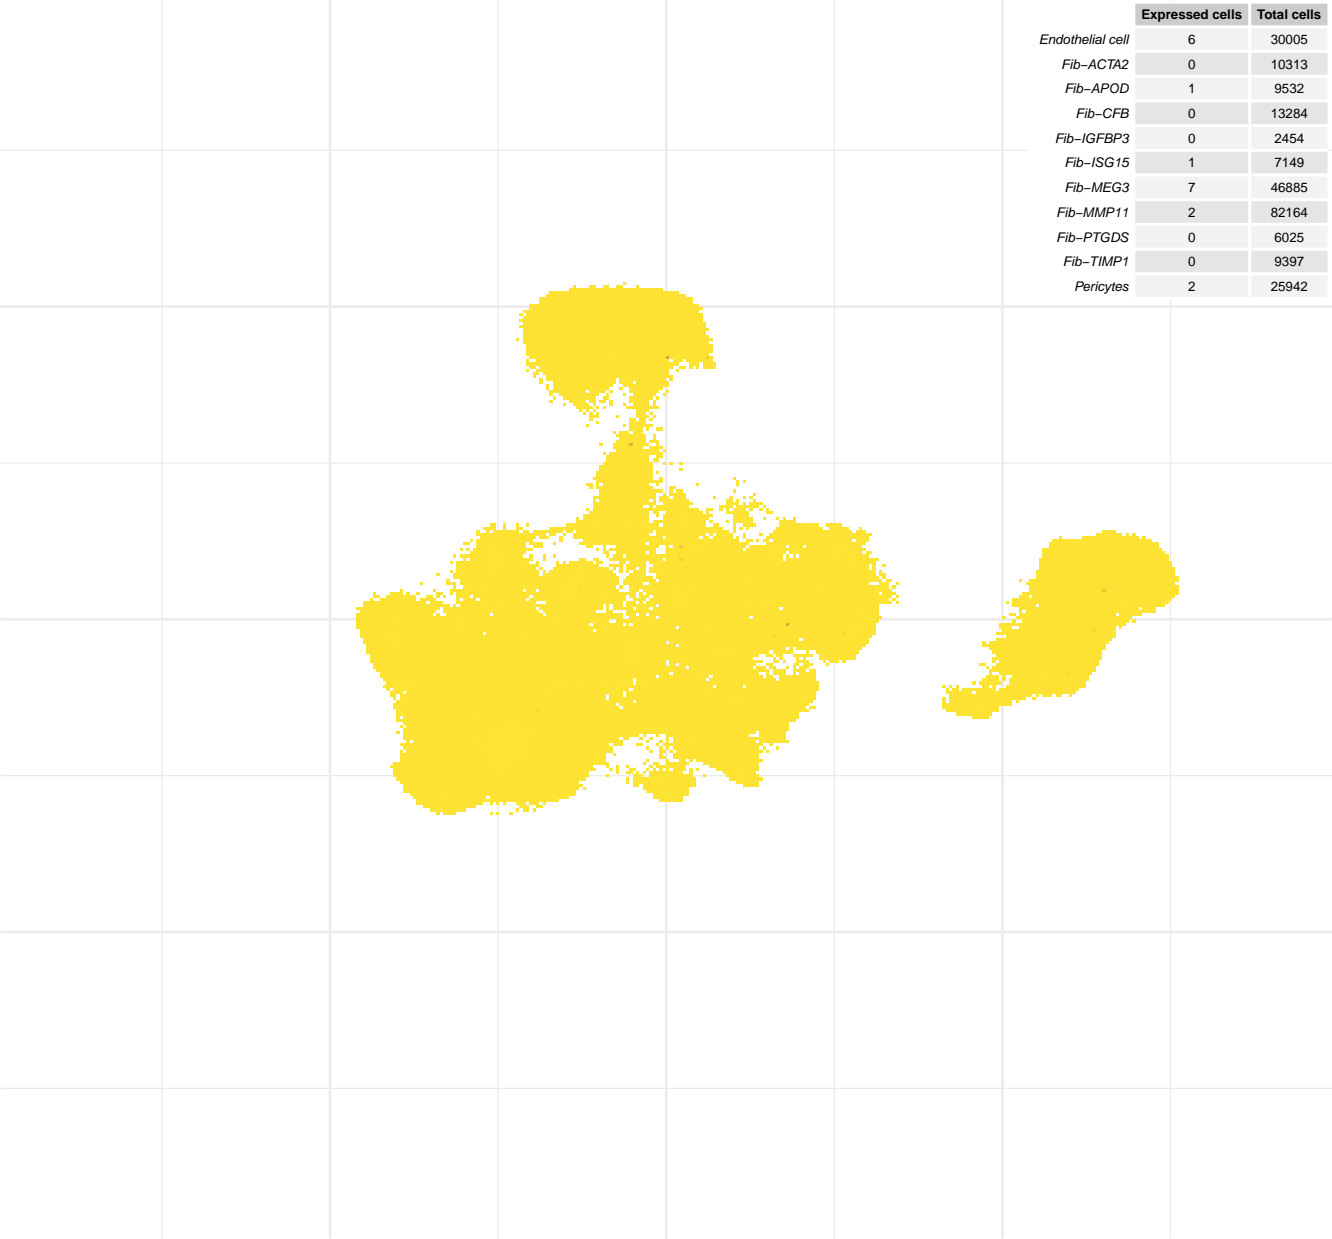 Expressed cells Total cells
Endothelial cell 6 30005
Fib−ACTA2 0 10313
Fib−APOD 1 9532
Fib−CFB 0 13284
Fib−IGFBP3 0 2454
Fib−ISG15 1 7149
Fib−MEG3 7 46885
Fib−MMP11 2 82164
Fib−PTGDS 0 6025
Fib−TIMP1 0 9397
Pericytes 2 25942